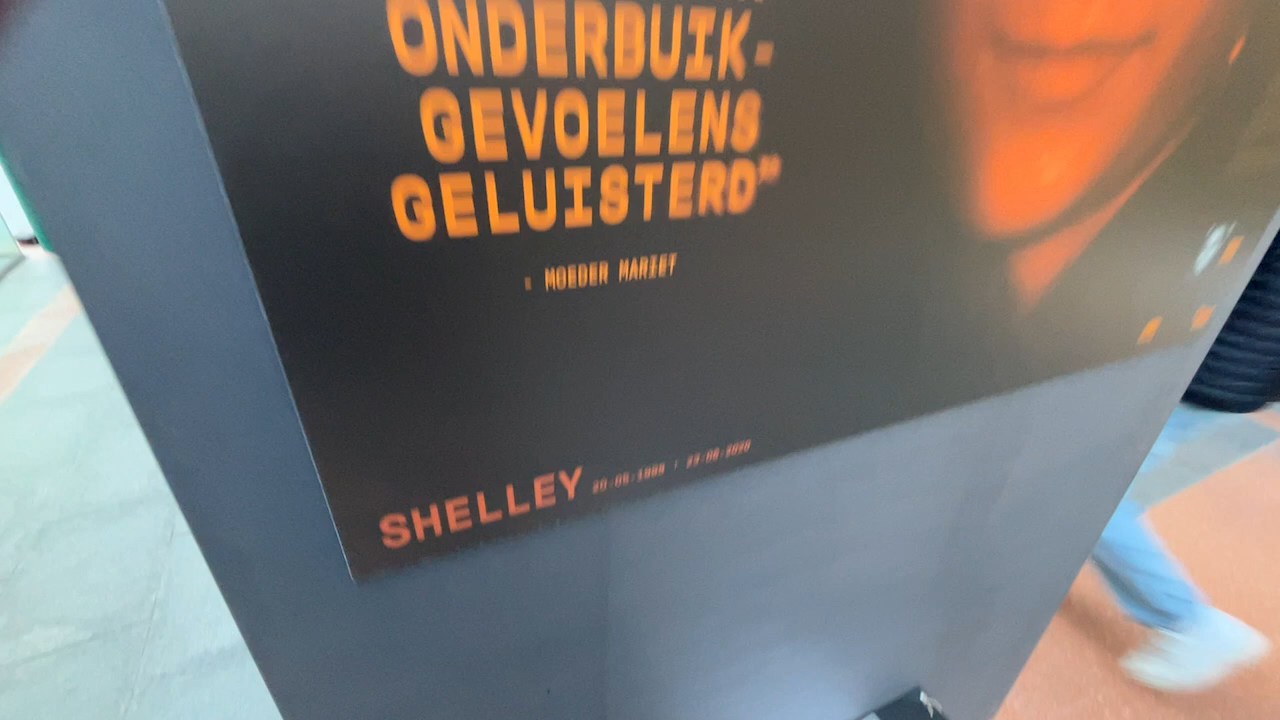 ONDERBUIK-
GEVOELENS
GELUISTERD"
: MOEDER MARIET
SHELLEY